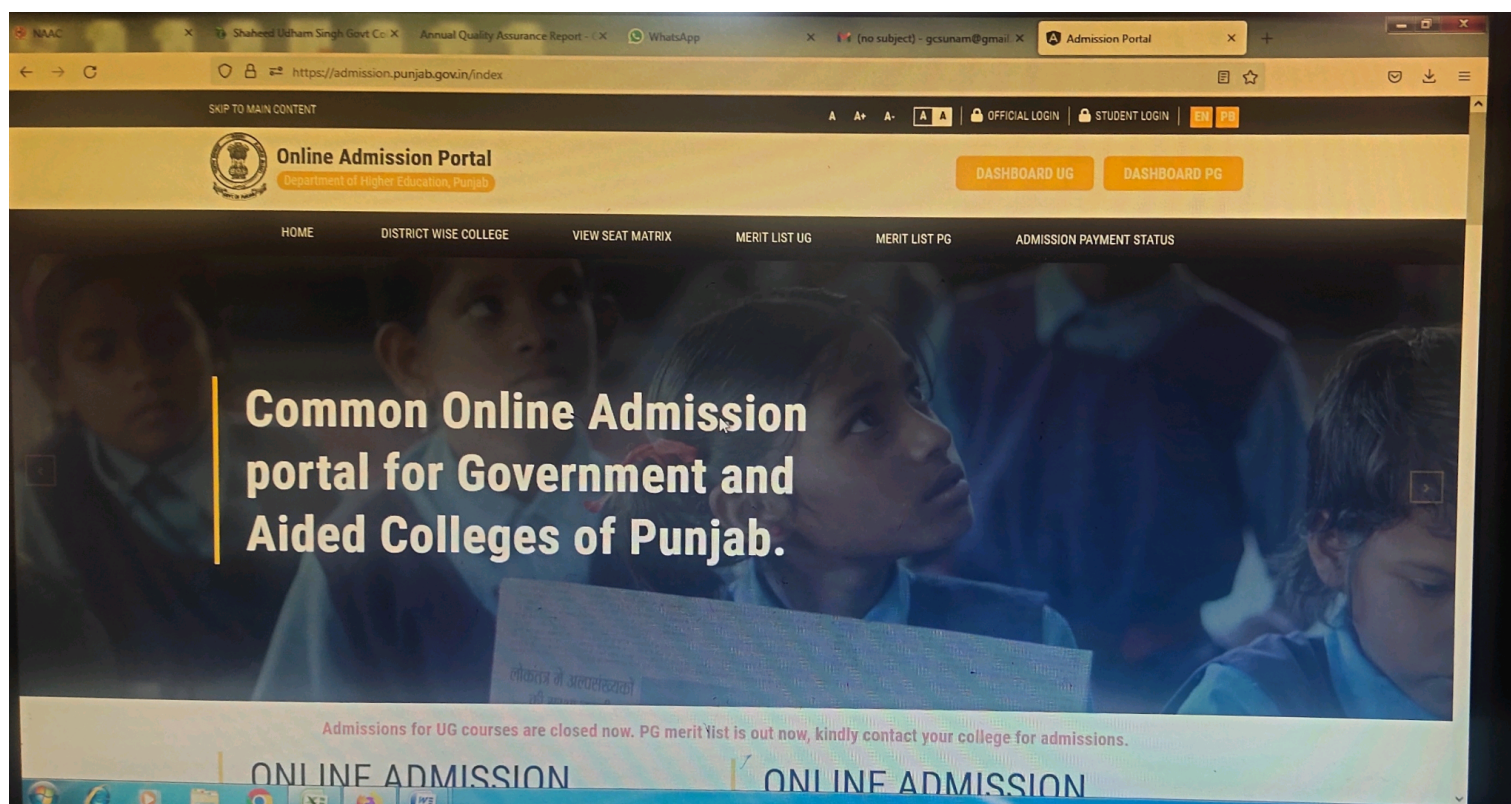 NAAC
Shaheed Udham Singh Govt Co
Annual Quality Assurance Report - (
WhatsApp
(no subject) - gcsunam@gmail
Admission Portal
https://admission.punjab.gov.in/index
SKIP TO MAIN CONTENT
A A+ A- A A OFFICIAL LOGIN STUDENT LOGIN EN PB
Online Admission Portal
Department of Higher Education, Punjab
DASHBOARD UG DASHBOARD PG
HOME DISTRICT WISE COLLEGE VIEW SEAT MATRIX MERIT LIST UG MERIT LIST PG ADMISSION PAYMENT STATUS
Common Online Admission
portal for Government and
Aided Colleges of Punjab.
लोकतंत्र में अल्पसंख्यकों
Admissions for UG courses are closed now. PG merit list is out now, kindly contact your college for admissions.
ONLINE ADMISSION ONLINE ADMISSION